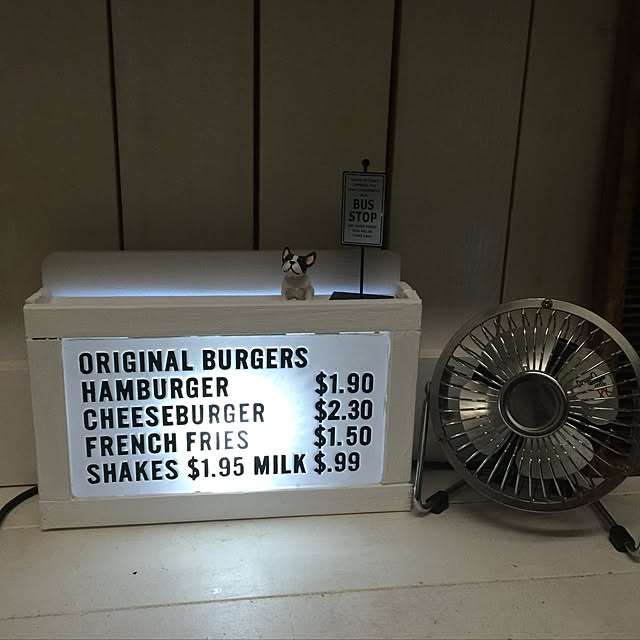 BUS
STOP
ORIGINAL BURGERS
HAMBURGER $1.90
CHEESEBURGER $2.30
FRENCH FRIES $1.50
SHAKES $1.95 MILK $.99